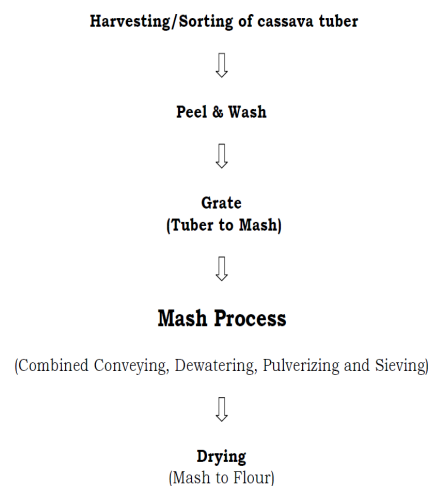 Harvesting/Sorting of cassava tuber
Peel & Wash
Grate
(Tuber to Mash)
Mash Process
(Combined Conveying, Dewatering, Pulverizing and Sieving)
Drying
(Mash to Flour)